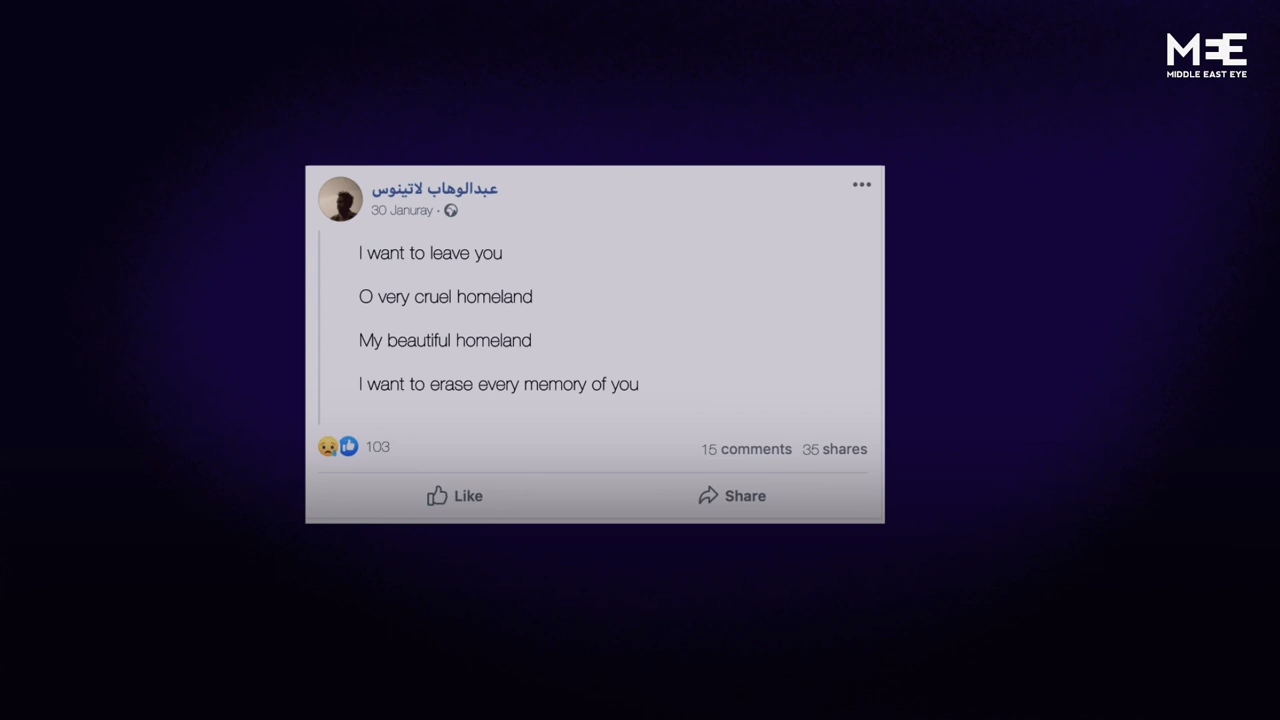 MEE
MIDDLE EAST EYE
عبدالوهاب لاتينوس
30 Januray ·
I want to leave you
O very cruel homeland
My beautiful homeland
I want to erase every memory of you
103
15 comments 35 shares
Like Share